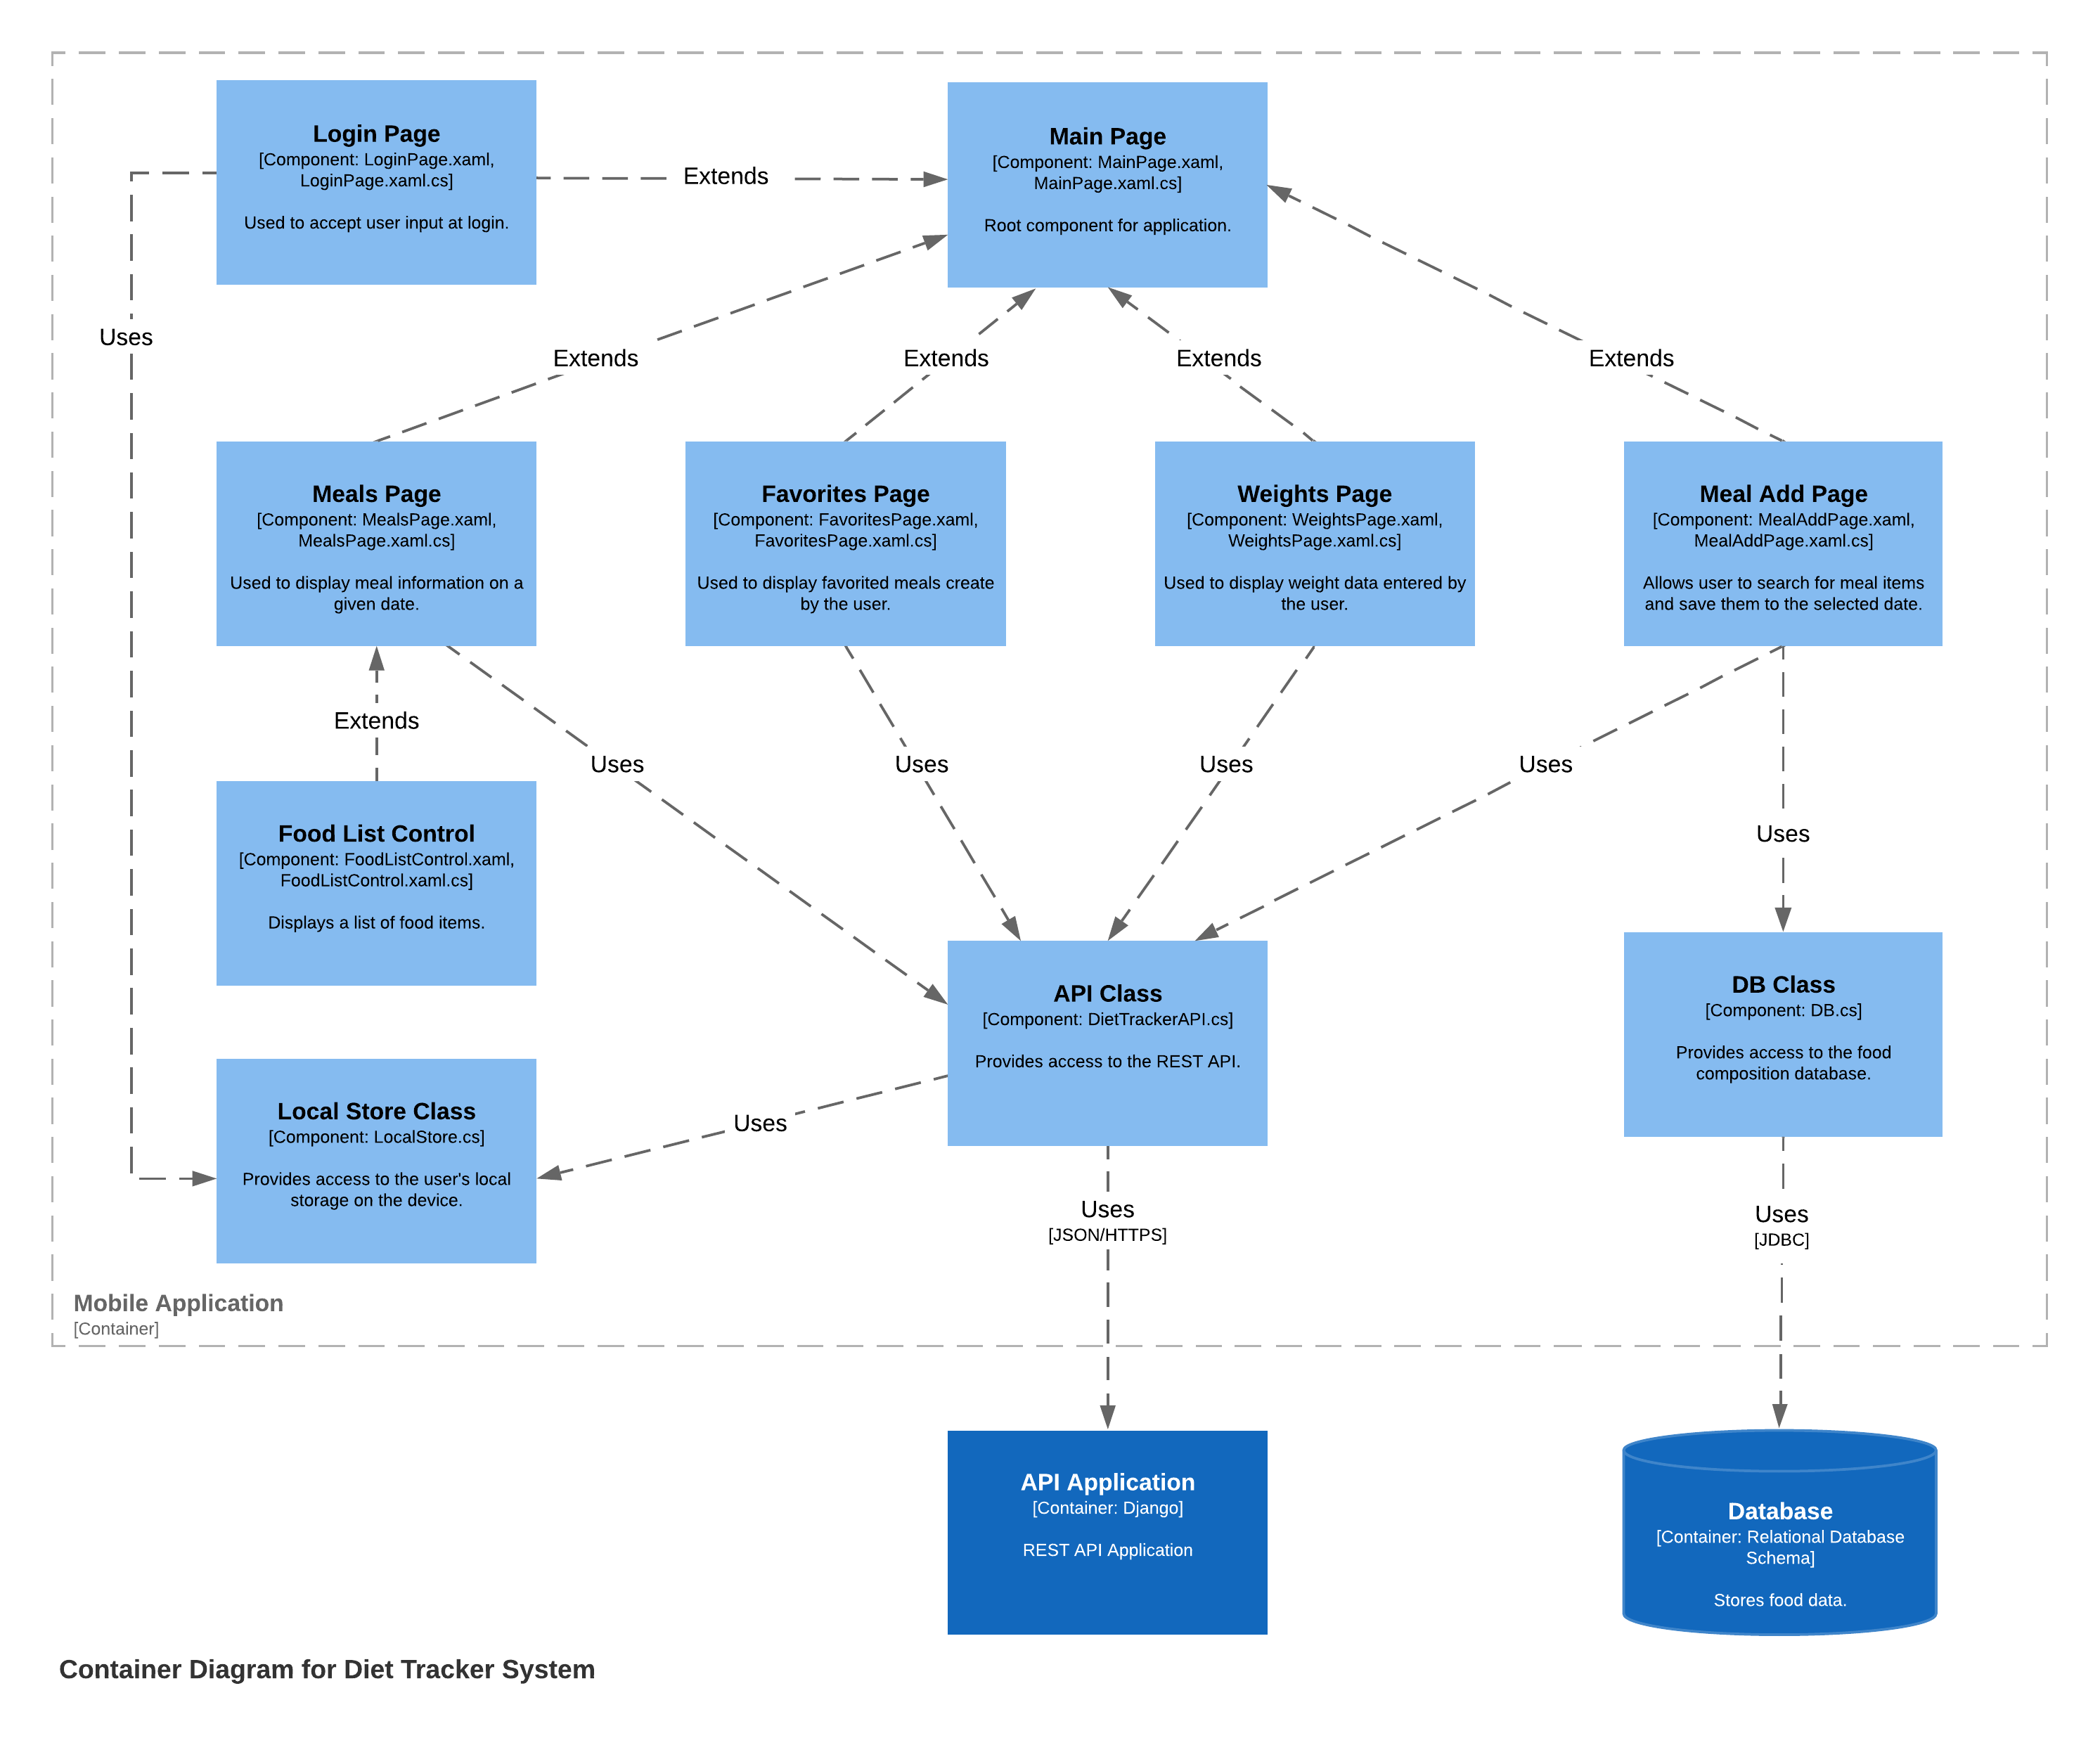 Login Page
[Component: LoginPage.xaml,
LoginPage.xaml.cs]
Used to accept user input at login.
Extends
Main Page
[Component: MainPage.xaml,
MainPage.xaml.cs]
Root component for application.
Uses
Extends
Extends
Extends
Extends
Meals Page
[Component: MealsPage.xaml,
MealsPage.xaml.cs]
Used to display meal information on a
given date.
Favorites Page
[Component: FavoritesPage.xaml,
FavoritesPage.xaml.cs]
Used to display favorited meals create
by the user.
Weights Page
[Component: WeightsPage.xaml,
WeightsPage.xaml.cs]
Used to display weight data entered by
the user.
Meal Add Page
[Component: MealAddPage.xaml,
MealAddPage.xaml.cs]
Allows user to search for meal items
and save them to the selected date.
Extends
Uses
Uses
Uses
Uses
Uses
Food List Control
[Component: FoodListControl.xaml,
FoodListControl.xaml.cs]
Displays a list of food items.
API Class
[Component: DietTrackerAPI.cs]
Provides access to the REST API.
DB Class
[Component: DB.cs]
Provides access to the food
composition database.
Local Store Class
[Component: LocalStore.cs]
Provides access to the user's local
storage on the device.
Uses
Uses
[JSON/HTTPS]
Uses
[JDBC]
Mobile Application
[Container]
API Application
[Container: Django]
REST API Application
Database
[Container: Relational Database
Schema]
Stores food data.
Container Diagram for Diet Tracker System